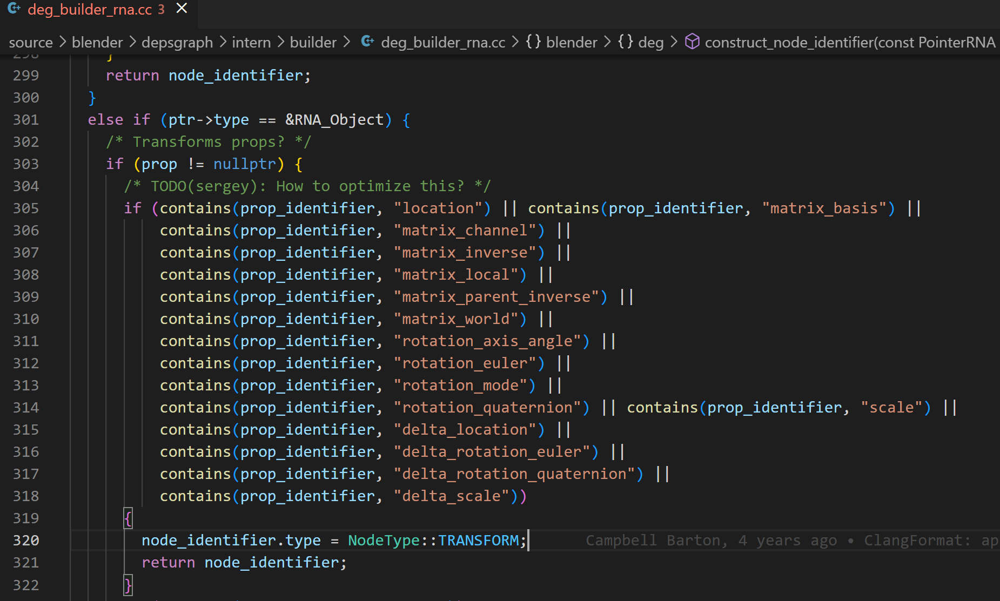 deg_builder_rna.cc 3
source > blender > depsgraph > intern > builder > deg_builder_rna.cc > {} blender > {} deg > construct_node_identifier(const PointerRNA
298 }
299 return node_identifier;
300 }
301 else if (ptr->type == &RNA_Object) {
302 /* Transforms props? */
303 if (prop != nullptr) {
304 /* TODO(sergey): How to optimize this? */
305 if (contains(prop_identifier, "location") || contains(prop_identifier, "matrix_basis") ||
306 contains(prop_identifier, "matrix_channel") ||
307 contains(prop_identifier, "matrix_inverse") ||
308 contains(prop_identifier, "matrix_local") ||
309 contains(prop_identifier, "matrix_parent_inverse") ||
310 contains(prop_identifier, "matrix_world") ||
311 contains(prop_identifier, "rotation_axis_angle") ||
312 contains(prop_identifier, "rotation_euler") ||
313 contains(prop_identifier, "rotation_mode") ||
314 contains(prop_identifier, "rotation_quaternion") || contains(prop_identifier, "scale") ||
315 contains(prop_identifier, "delta_location") ||
316 contains(prop_identifier, "delta_rotation_euler") ||
317 contains(prop_identifier, "delta_rotation_quaternion") ||
318 contains(prop_identifier, "delta_scale"))
319 {
320 node_identifier.type = NodeType::TRANSFORM; Campbell Barton, 4 years ago • ClangFormat: ap
321 return node_identifier;
322 }